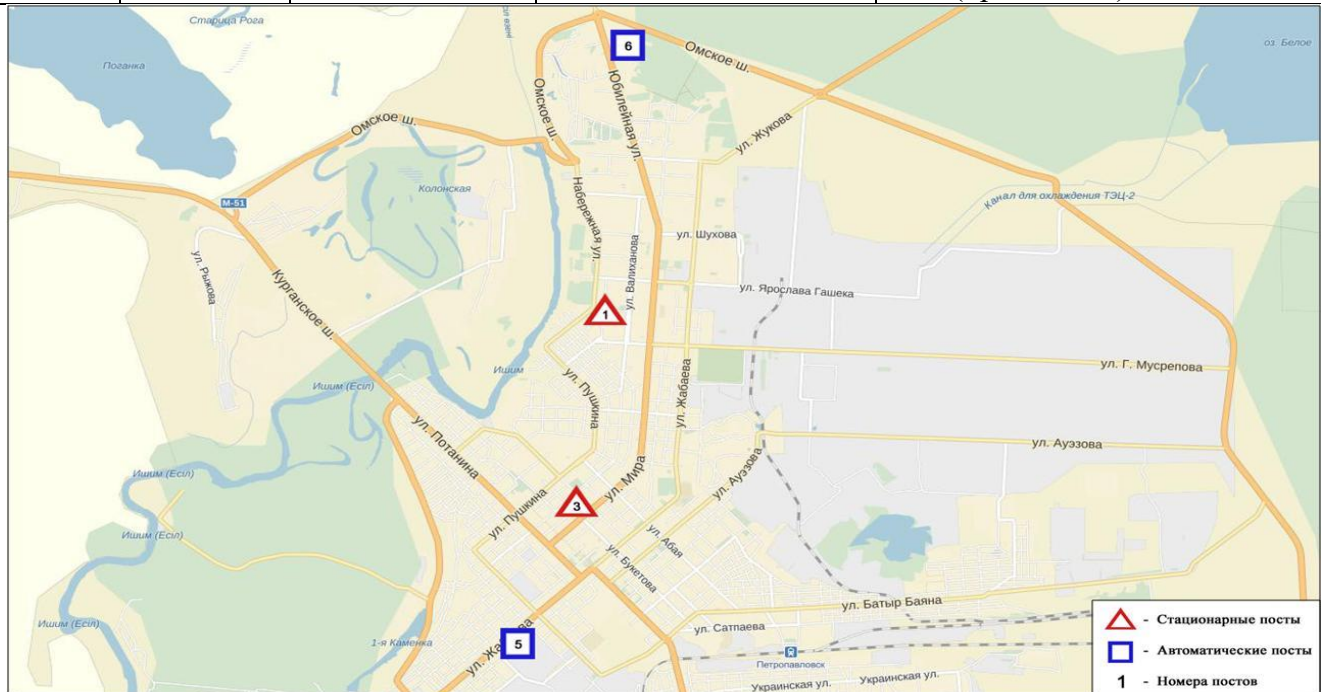 Старица Рога
6
Омское ш.
оз. Белое
Поганка
Юбилейная ул.
Омское ш.
Омское ш.
ул. Жукова
Колонская
Канал для охлаждения ТЭЦ-2
М-51
Набережная ул.
ул. Шухова
ул. Рыжова
ул. Валиханова
ул. Ярослава Гашека
Курганское ш.
1
ул. Г. Мусрепова
Ишим
Ишим (Есіл)
ул. Пушкина
ул. Жабаева
ул. Потанина
ул. Ауэзова
Ишим (Есіл)
ул. Мира
ул. Ауэзова
3
ул. Пушкина
Ишим (Есіл)
ул. Абая
ул. Букетова
ул. Батыр Баяна
Ишим (Есіл)
1-я Каменка
5
ул. Сатпаева
Петропавловск
Украинская ул.
Украинская ул.
- Стационарные посты
- Автоматические посты
1 - Номера постов